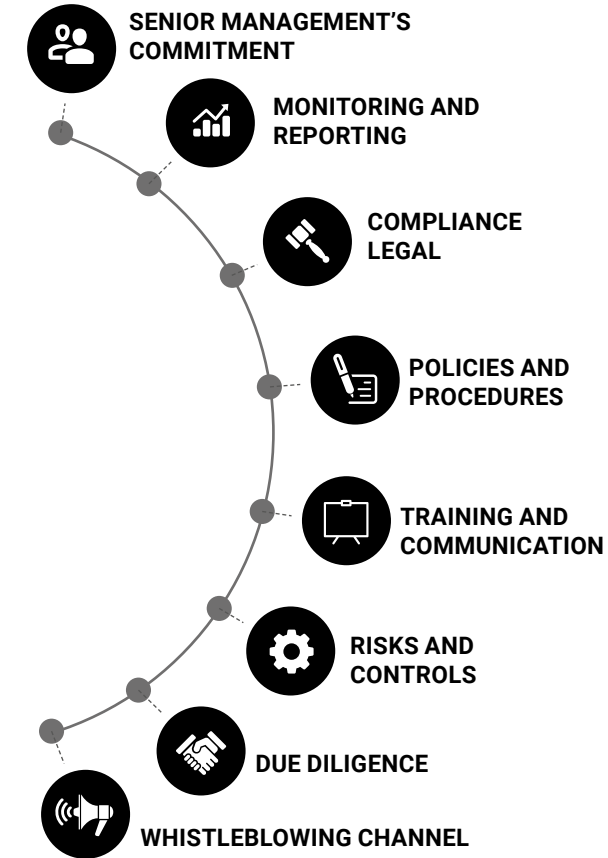 SENIOR MANAGEMENT'S
COMMITMENT
MONITORING AND
REPORTING
COMPLIANCE
LEGAL
POLICIES AND
PROCEDURES
TRAINING AND
COMMUNICATION
RISKS AND
CONTROLS
DUE DILIGENCE
WHISTLEBLOWING CHANNEL